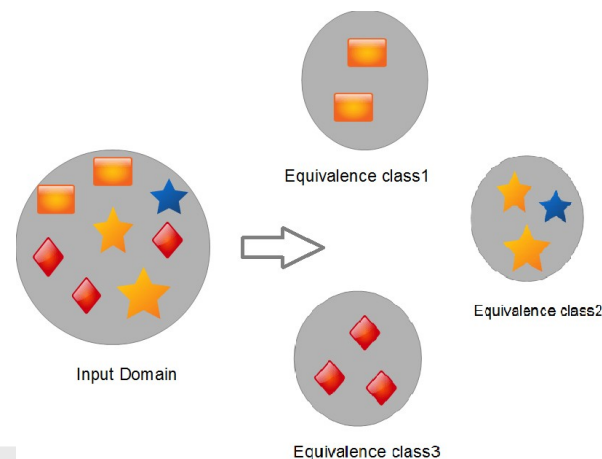 Equivalence class1
Equivalence class2
Input Domain
Equivalence class3